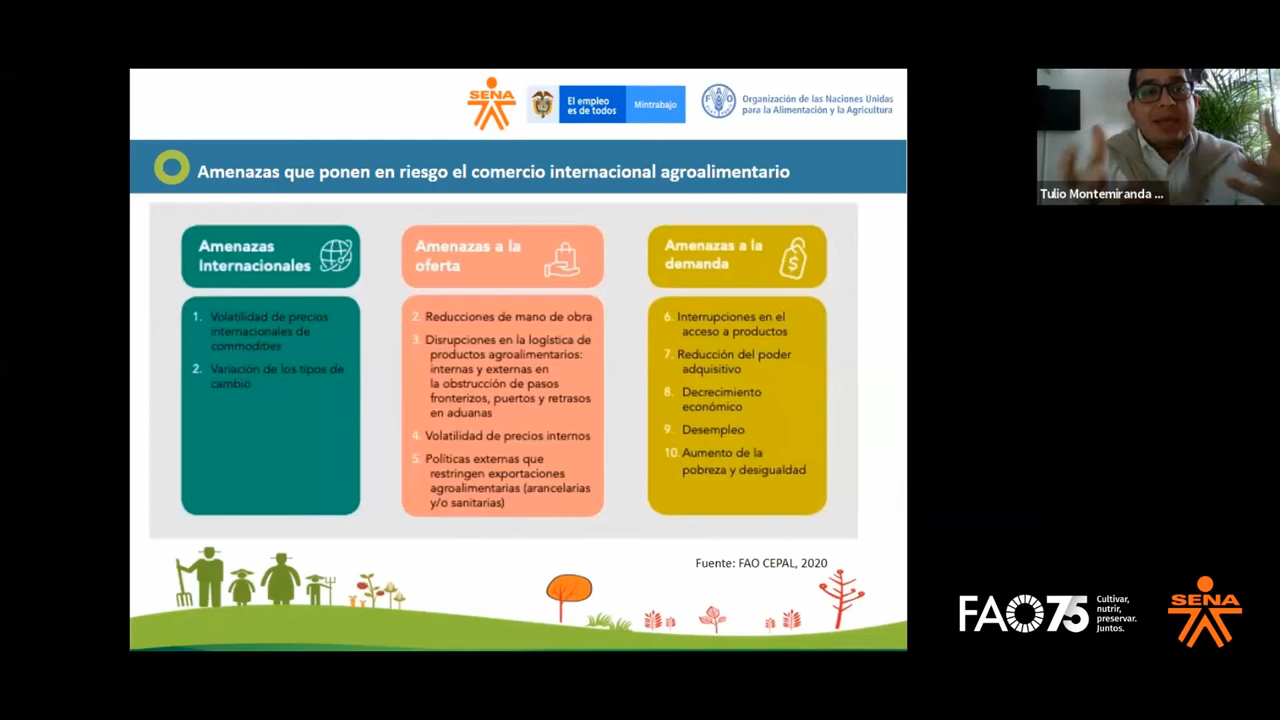 SENA
El empleo
es de todos
Mintrabajo
FAO
Organización de las Naciones Unidas
para la Alimentación y la Agricultura
Amenazas que ponen en riesgo el comercio internacional agroalimentario
Amenazas
Internacionales
1. Volatilidad de precios
internacionales de
commodities
2. Variación de los tipos de
cambio
Amenazas a la
oferta
2. Reducciones de mano de obra
3. Disrupciones en la logística de
productos agroalimentarios:
internas y externas en
la obstrucción de pasos
fronterizos, puertos y retrasos
en aduanas
4. Volatilidad de precios internos
5. Políticas externas que
restringen exportaciones
agroalimentarias (arancelarias
y/o sanitarias)
Amenazas a la
demanda
$
6. Interrupciones en el
acceso a productos
7. Reducción del poder
adquisitivo
8. Decrecimiento
económico
9. Desempleo
10. Aumento de la
pobreza y desigualdad
Fuente: FAO CEPAL, 2020
Tulio Montemiranda ...
FAO75
Cultivar,
nutrir,
preservar.
Juntos.
SENA